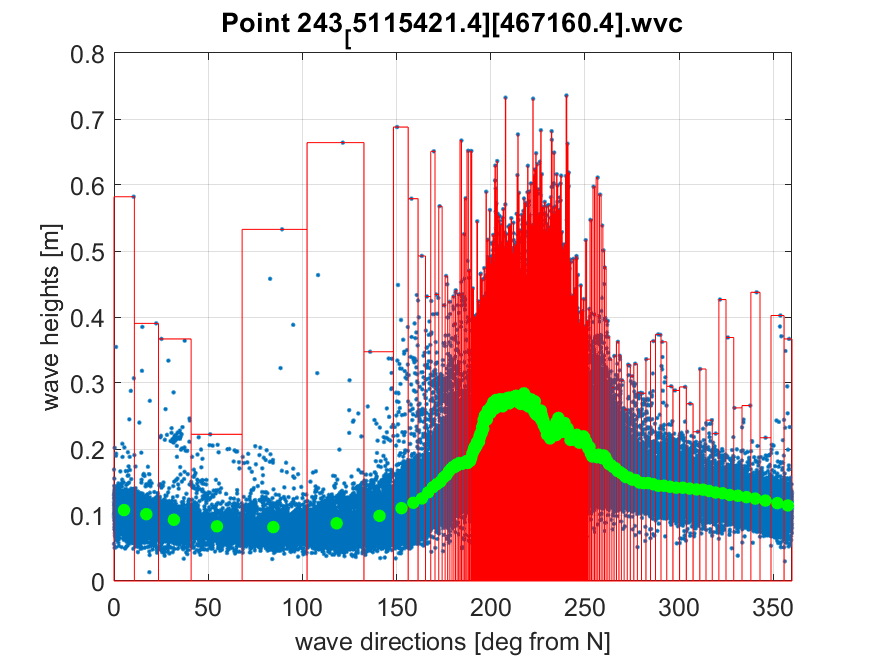 Point 243[5115421.4][467160.4].wvc
0.8
0.7
0.6
0.5
0.4
0.3
0.2
0.1
0
wave heights [m]
0 50 100 150 200 250 300 350
wave directions [deg from N]